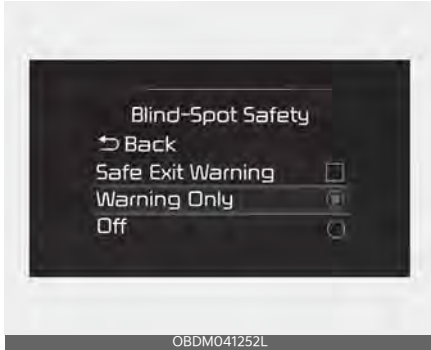 Blind-Spot Safety
Back
Safe Exit Warning
Warning Only
Off
OBDM041252L